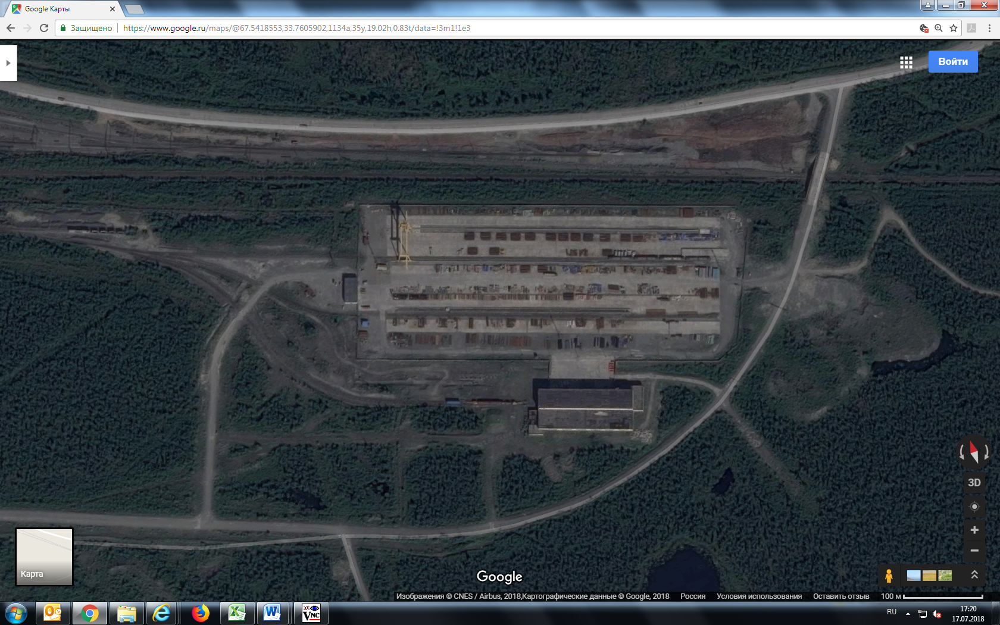 Google Карты
Защищено
https://www.google.ru/maps/@67.5418553,33.7605902,1134a,35y,19.02h,0.83t/data=!3m1!1e3
Войти
3D
Карта
Google
Изображения © CNES / Airbus, 2018,Картографические данные © Google, 2018 Россия Условия использования Оставить отзыв 100 м
RU
17:20
17.07.2018
VNC